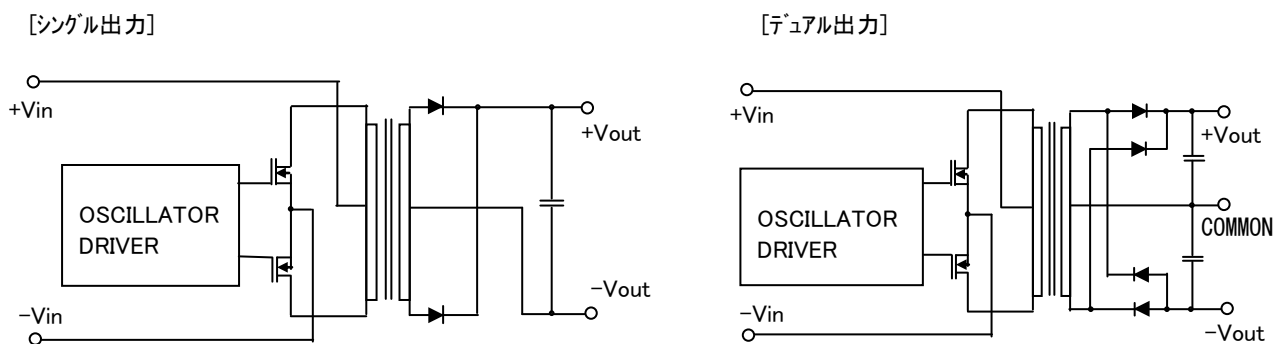 [シングル出力]
+Vin
OSCILLATOR
DRIVER
−Vin
+Vout
−Vout
[デュアル出力]
+Vin
OSCILLATOR
DRIVER
−Vin
+Vout
COMMON
−Vout